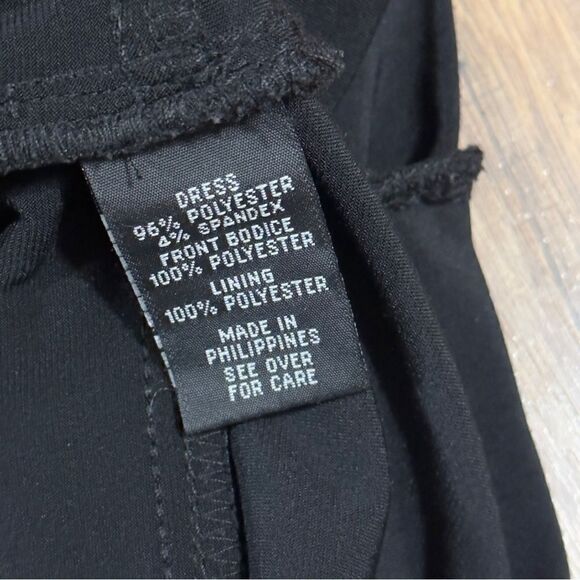 DRESS
96% POLYESTER
4% SPANDEX
FRONT BODICE
100% POLYESTER
LINING
100% POLYESTER
MADE IN
PHILIPPINES
SEE OVER
FOR CARE